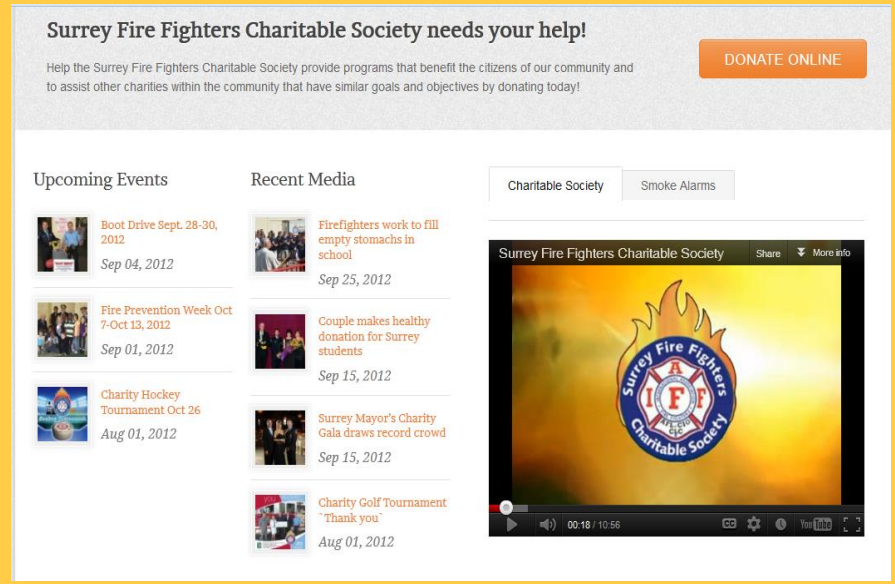 Surrey Fire Fighters Charitable Society needs your help!
Help the Surrey Fire Fighters Charitable Society provide programs that benefit the citizens of our community and
to assist other charities within the community that have similar goals and objectives by donating today!
DONATE ONLINE
Upcoming Events
Boot Drive Sept. 28-30,
2012
Sep 04, 2012
Fire Prevention Week Oct
7-Oct 13, 2012
Sep 01, 2012
Charity Hockey
Tournament Oct 26
Aug 01, 2012
Recent Media
Firefighters work to fill
empty stomachs in
school
Sep 25, 2012
Couple makes healthy
donation for Surrey
students
Sep 15, 2012
Surrey Mayor's Charity
Gala draws record crowd
Sep 15, 2012
Charity Golf Tournament
`Thank you`
Aug 01, 2012
Charitable Society
Smoke Alarms
Surrey Fire Fighters Charitable Society
Share
More info
Surrey Fire Fighters
A
I F F
Charitable Society
00:18 / 10:56
CC
YouTube